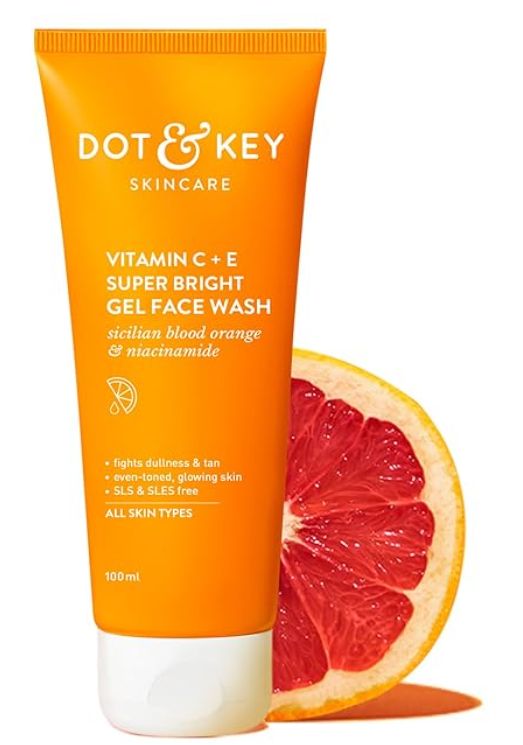 DOT & KEY
SKINCARE
VITAMIN C + E
SUPER BRIGHT
GEL FACE WASH
sicilian blood orange
& niacinamide
• fights dullness & tan
• even-toned, glowing skin
• SLS & SLES free
ALL SKIN TYPES
100ml